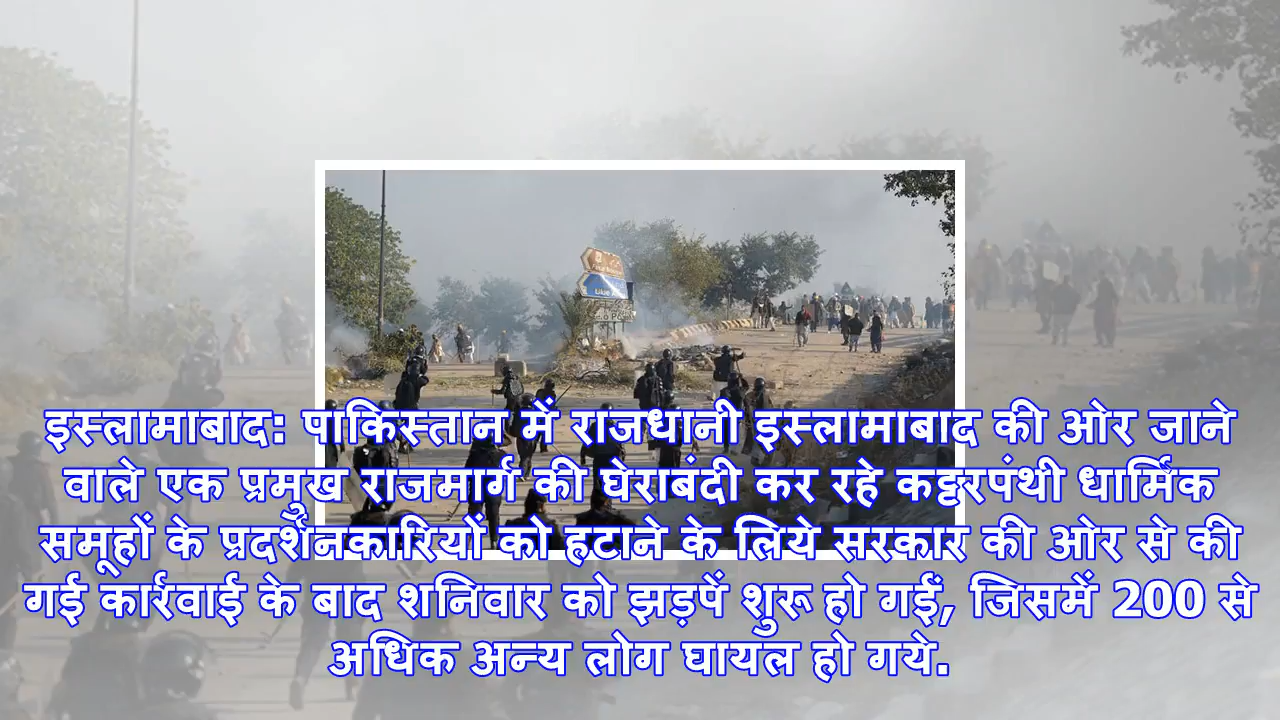 इस्लामाबाद: पाकिस्तान में राजधानी इस्लामाबाद की ओर जाने
वाले एक प्रमुख राजमार्ग की घेराबंदी कर रहे कट्टरपंथी धार्मिक
समूहों के प्रदर्शनकारियों को हटाने के लिये सरकार की ओर से की
गई कार्रवाई के बाद शनिवार को झड़पें शुरू हो गईं, जिसमें 200 से
अधिक अन्य लोग घायल हो गये.